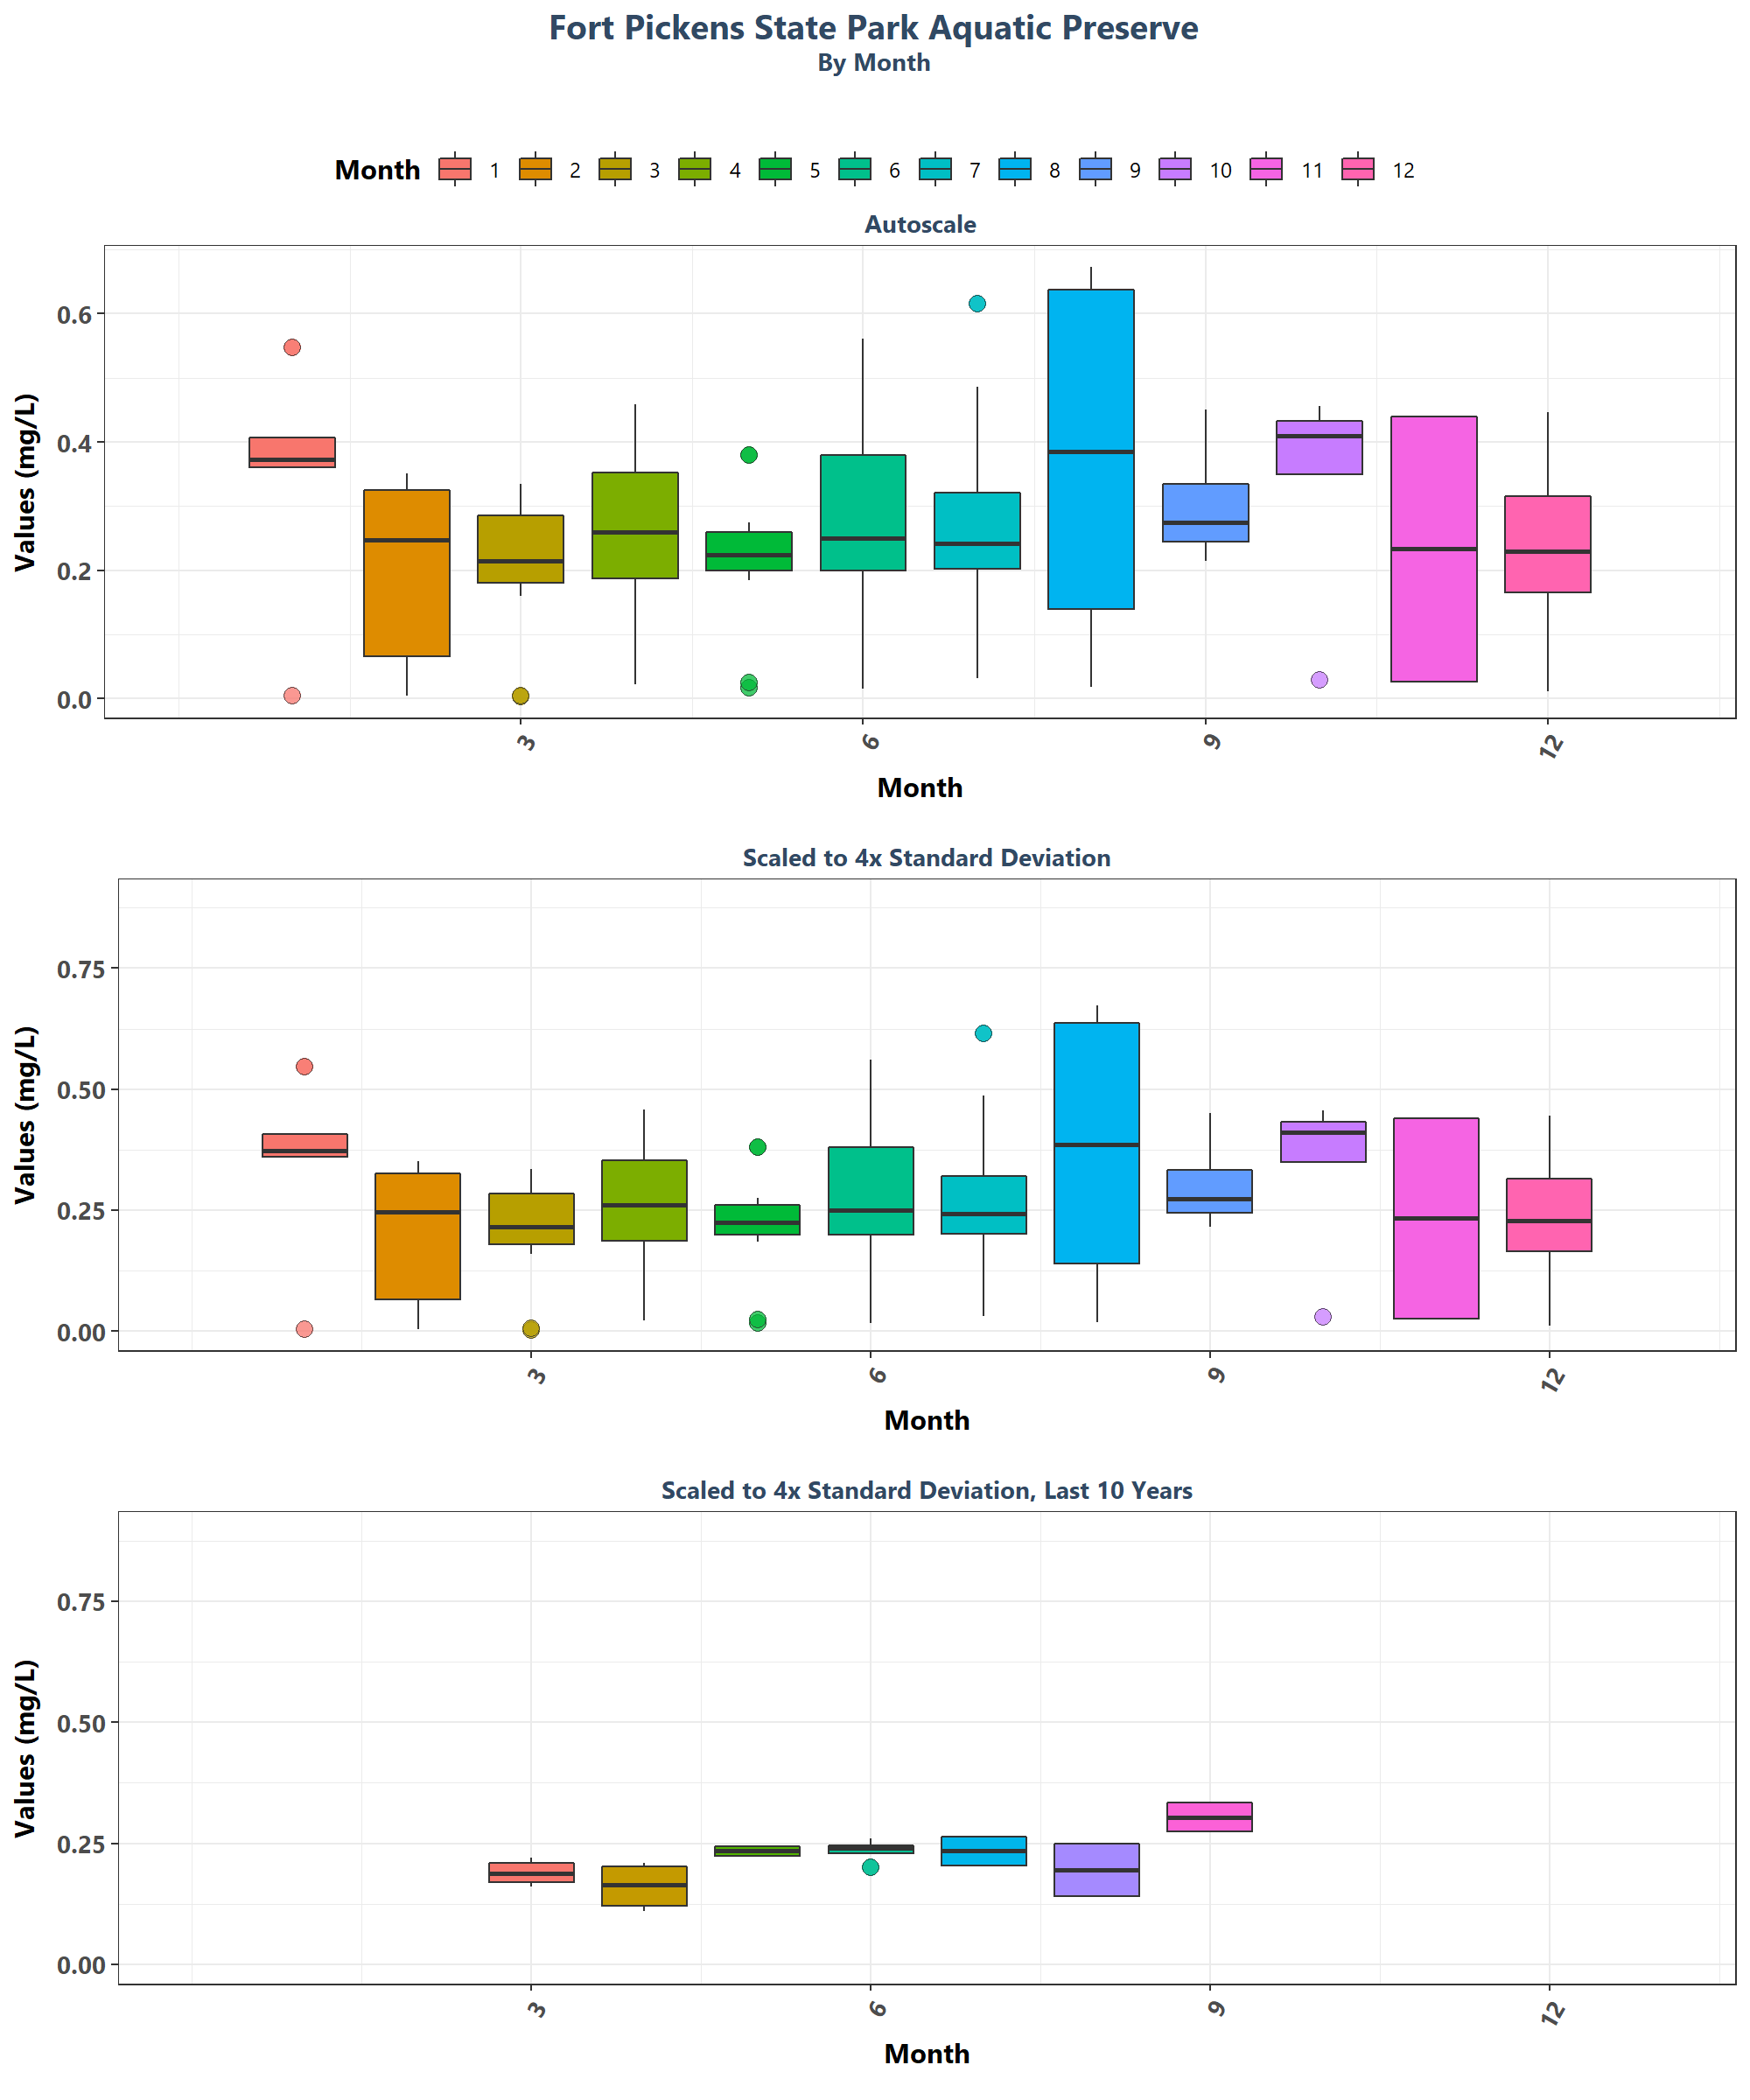 Fort Pickens State Park Aquatic Preserve
By Month
Month 1 2 3 4 5 6 7 8 9 10 11 12
Autoscale
Values (mg/L)
0.6
0.4
0.2
0.0
3 6 9 12
Month
Scaled to 4x Standard Deviation
Values (mg/L)
0.75
0.50
0.25
0.00
3 6 9 12
Month
Scaled to 4x Standard Deviation, Last 10 Years
Values (mg/L)
0.75
0.50
0.25
0.00
3 6 9 12
Month